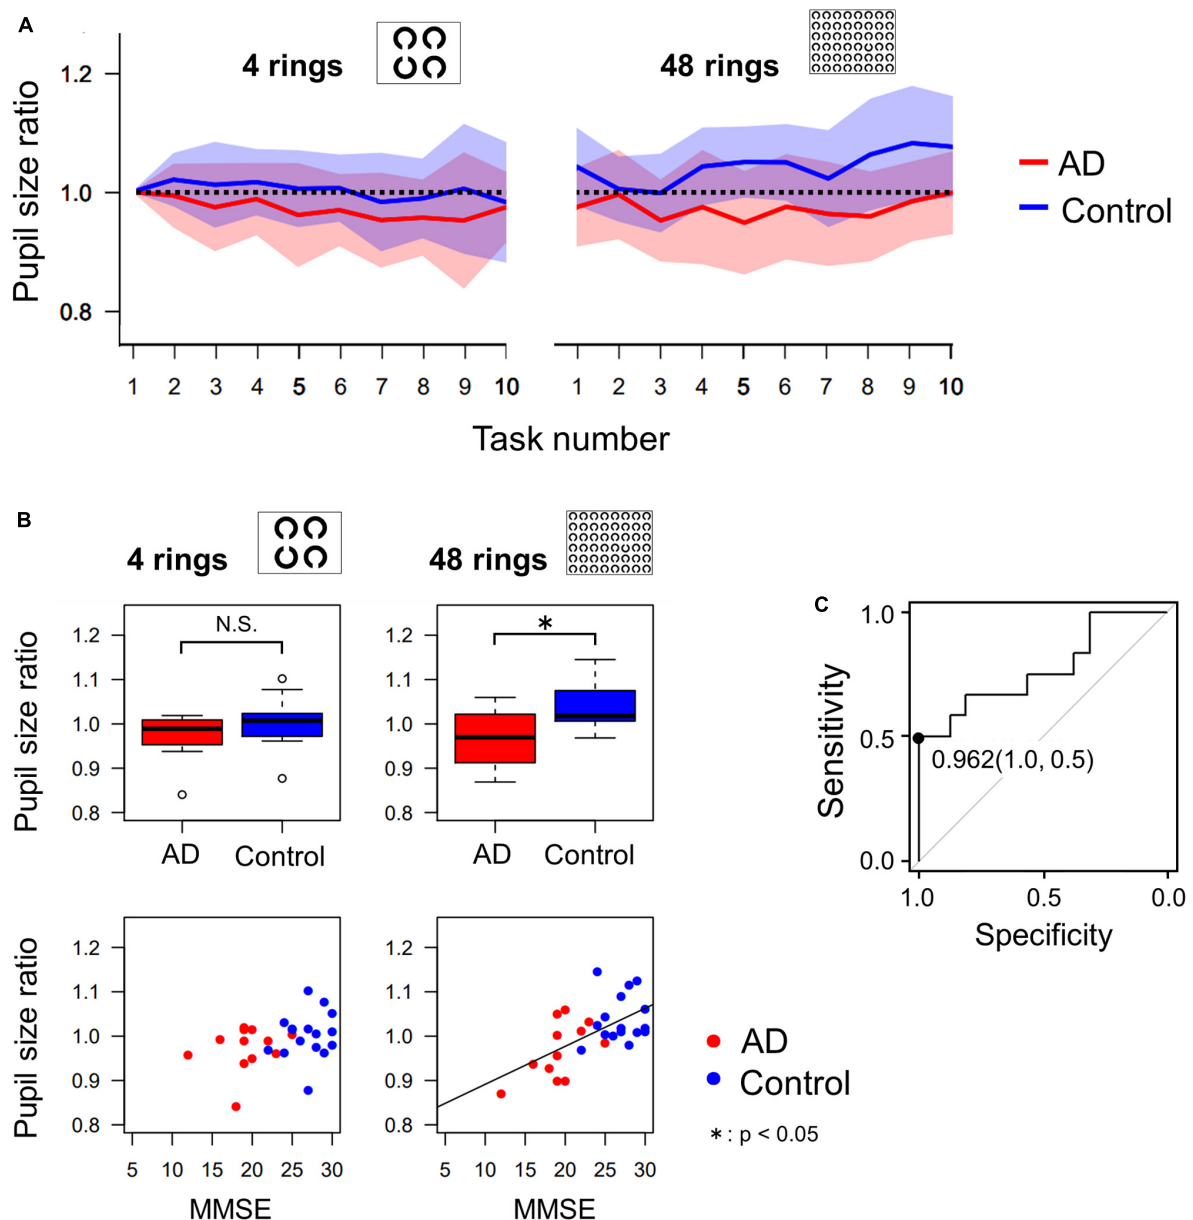 A
4 rings
48 rings
Pupil size ratio
1.2
1.0
0.8
AD
Control
1 2 3 4 5 6 7 8 9 10
1 2 3 4 5 6 7 8 9 10
Task number
B
4 rings
48 rings
Pupil size ratio
1.2
1.1
1.0
0.9
0.8
N.S.
AD Control
1.2
1.1
1.0
0.9
0.8
*
AD Control
C
Sensitivity
1.0
0.5
0.0
0.962(1.0, 0.5)
1.0 0.5 0.0
Specificity
Pupil size ratio
1.2
1.1
1.0
0.9
0.8
5 10 15 20 25 30
MMSE
1.2
1.1
1.0
0.9
0.8
5 10 15 20 25 30
MMSE
AD
Control
*: p < 0.05